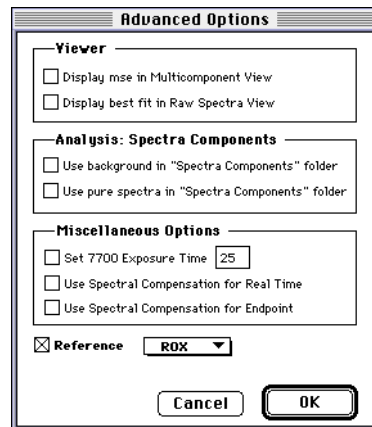 Advanced Options
Viewer
Display mse in Multicomponent View
Display best fit in Raw Spectra View
Analysis: Spectra Components
Use background in "Spectra Components" folder
Use pure spectra in "Spectra Components" folder
Miscellaneous Options
Set 7700 Exposure Time 25
Use Spectral Compensation for Real Time
Use Spectral Compensation for Endpoint
Reference ROX
Cancel OK